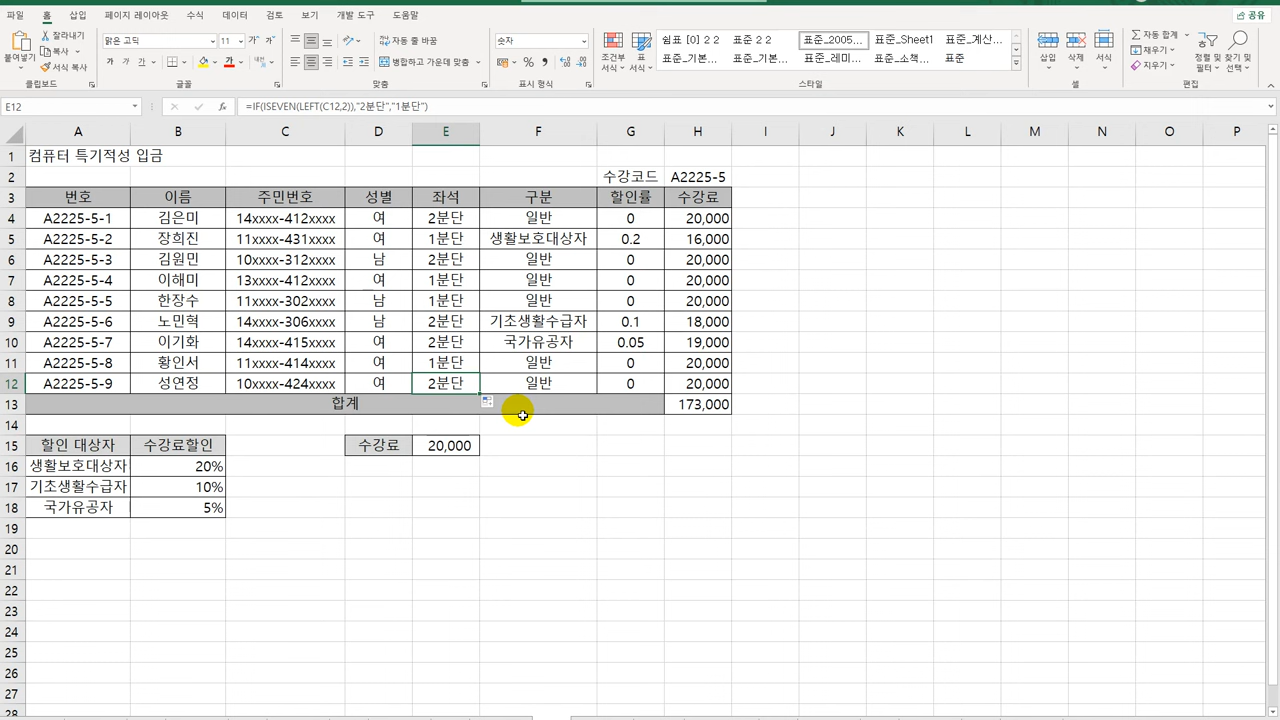 파일 홈 삽입 페이지 레이아웃 수식 데이터 검토 보기 개발 도구 도움말 공유
붙여넣기 잘라내기 복사 서식 복사 클립보드
맑은 고딕 11 가 가 가 가 가 가 가 글꼴
자동 줄 바꿈 병합하고 가운데 맞춤 맞춤
숫자 % 표시 형식
조건부 서식 표 서식
쉼표 [0] 2 2 표준 2 2 표준_2005... 표준_Sheet1 표준_계산...
표준_기본... 표준_기본... 표준_레미... 표준_소책... 표준
스타일
삽입 삭제 서식 셀
자동 합계 채우기 지우기 정렬 및 필터 찾기 및 선택 편집
E12 fx =IF(ISEVEN(LEFT(C12,2)),"2분단","1분단")
A B C D E F G H I J K L M N O P
1 컴퓨터 특기적성 입금
2 수강코드 A2225-5
3 번호 이름 주민번호 성별 좌석 구분 할인률 수강료
4 A2225-5-1 김은미 14xxxx-412xxxx 여 2분단 일반 0 20,000
5 A2225-5-2 장희진 11xxxx-431xxxx 여 1분단 생활보호대상자 0.2 16,000
6 A2225-5-3 김원민 10xxxx-312xxxx 남 2분단 일반 0 20,000
7 A2225-5-4 이해미 13xxxx-412xxxx 여 1분단 일반 0 20,000
8 A2225-5-5 한장수 11xxxx-302xxxx 남 1분단 일반 0 20,000
9 A2225-5-6 노민혁 14xxxx-306xxxx 남 2분단 기초생활수급자 0.1 18,000
10 A2225-5-7 이기화 14xxxx-415xxxx 여 2분단 국가유공자 0.05 19,000
11 A2225-5-8 황인서 11xxxx-414xxxx 여 1분단 일반 0 20,000
12 A2225-5-9 성연정 10xxxx-424xxxx 여 2분단 일반 0 20,000
13 합계 173,000
14
15 할인 대상자 수강료할인 수강료 20,000
16 생활보호대상자 20%
17 기초생활수급자 10%
18 국가유공자 5%
19
20
21
22
23
24
25
26
27
28